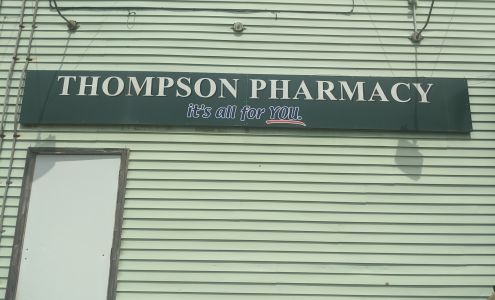 THOMPSON PHARMACY
it's all for YOU.